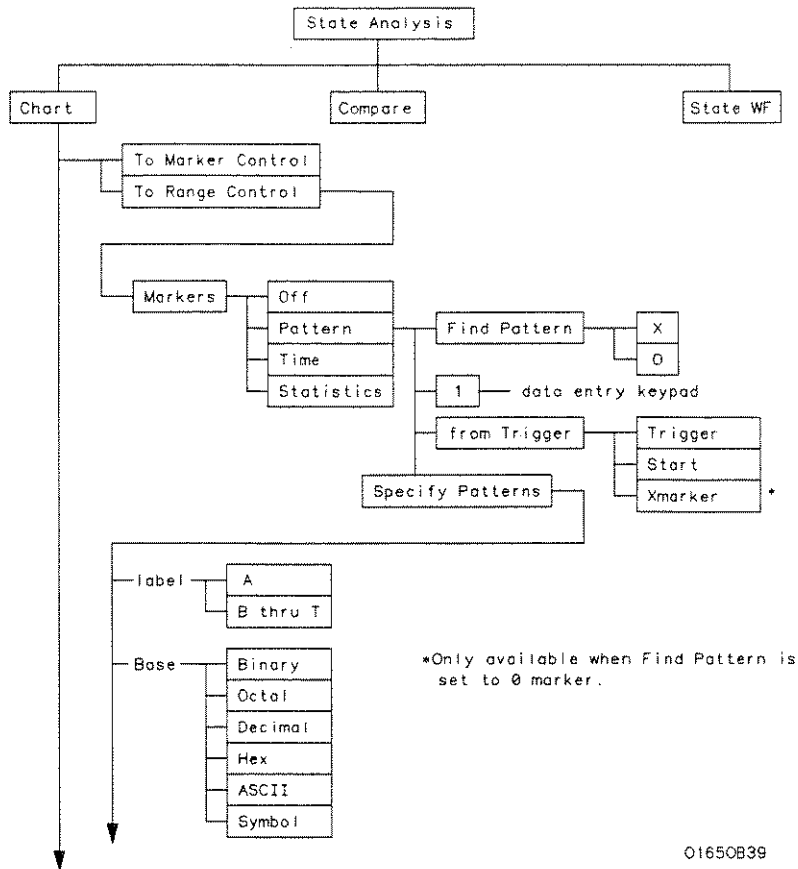 State Analysis
Chart
Compare
State WF
To Marker Control
To Range Control
Markers
Off
Pattern
Time
Statistics
Find Pattern
X
O
1
data entry keypad
from Trigger
Trigger
Start
Xmarker
*
Specify Patterns
label
A
B thru T
Base
Binary
Octal
Decimal
Hex
ASCII
Symbol
*Only available when Find Pattern is
set to 0 marker.
01650B39